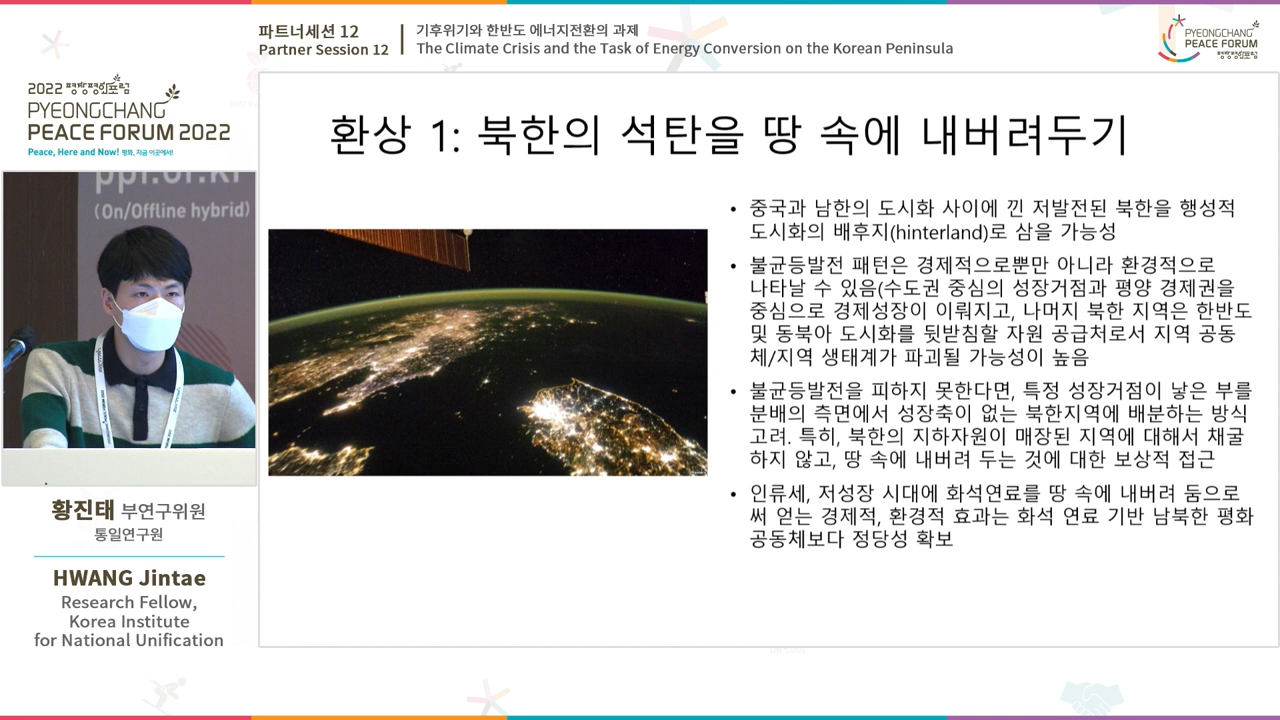 파트너세션 12
Partner Session 12
기후위기와 한반도 에너지전환의 과제
The Climate Crisis and the Task of Energy Conversion on the Korean Peninsula
PYEONGCHANG
PEACE FORUM
평창평화포럼
2022 평창평화포럼
PYEONGCHANG
PEACE FORUM 2022
Peace, Here and Now! 평화, 지금 이곳에서!
ppf.or.kr
(On/Offline hybrid)
황진태 부연구위원
통일연구원
HWANG Jintae
Research Fellow,
Korea Institute
for National Unification
환상 1: 북한의 석탄을 땅 속에 내버려두기
• 중국과 남한의 도시화 사이에 낀 저발전된 북한을 행성적
도시화의 배후지(hinterland)로 삼을 가능성
• 불균등발전 패턴은 경제적으로뿐만 아니라 환경적으로
나타날 수 있음(수도권 중심의 성장거점과 평양 경제권을
중심으로 경제성장이 이뤄지고, 나머지 북한 지역은 한반도
및 동북아 도시화를 뒷받침할 자원 공급처로서 지역 공동
체/지역 생태계가 파괴될 가능성이 높음
• 불균등발전을 피하지 못한다면, 특정 성장거점이 낳은 부를
분배의 측면에서 성장축이 없는 북한지역에 배분하는 방식
고려. 특히, 북한의 지하자원이 매장된 지역에 대해서 채굴
하지 않고, 땅 속에 내버려 두는 것에 대한 보상적 접근
• 인류세, 저성장 시대에 화석연료를 땅 속에 내버려 둠으로
써 얻는 경제적, 환경적 효과는 화석 연료 기반 남북한 평화
공동체보다 정당성 확보